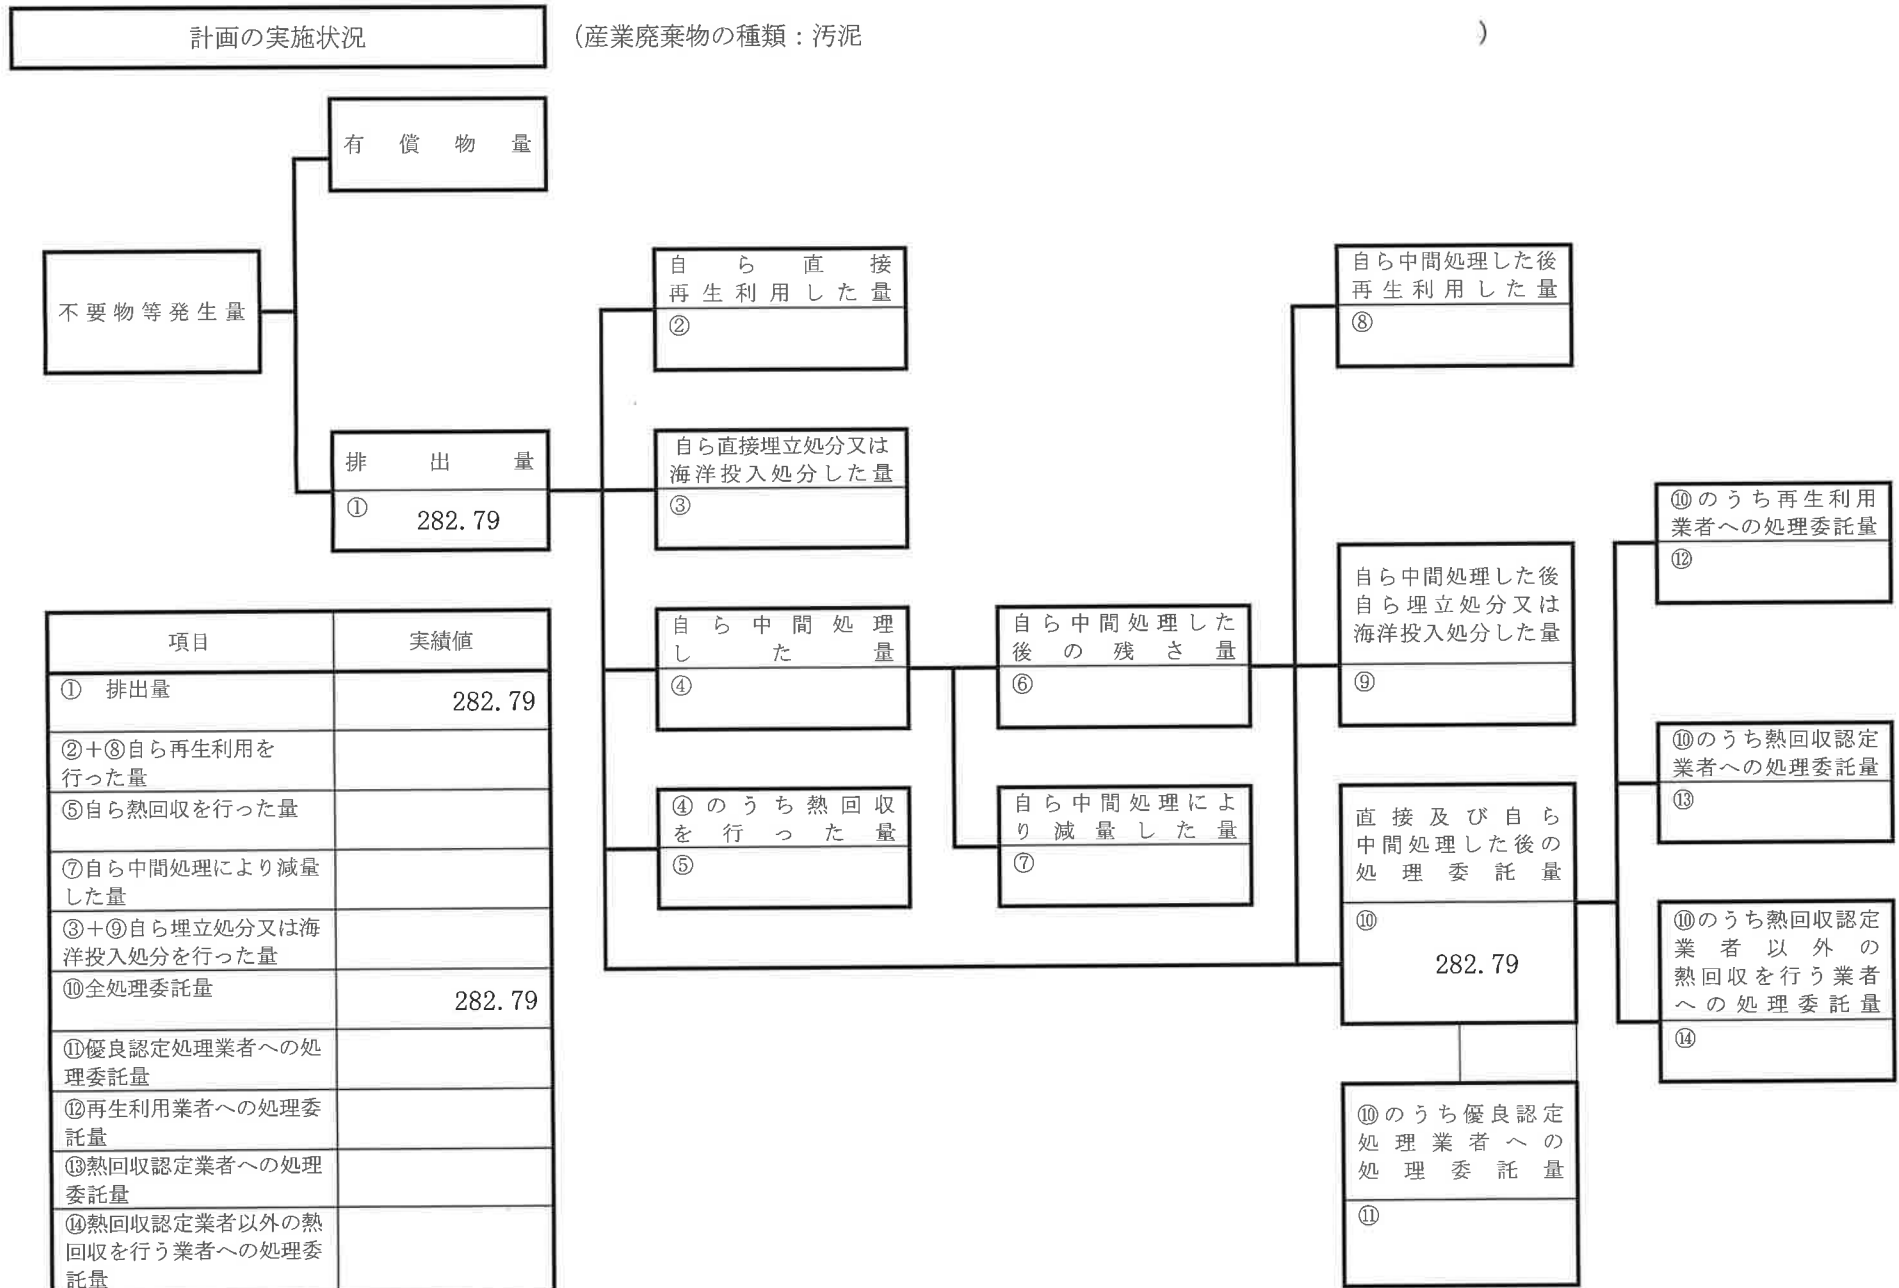 計画の実施状況
(産業廃棄物の種類：汚泥 )
有償物量
不要物等発生量
排出量
①
282.79
自ら直接
再生利用した量
②
自ら直接埋立処分又は
海洋投入処分した量
③
自ら中間処理
した量
④
④のうち熱回収
を行った量
⑤
自ら中間処理した
後の残さ量
⑥
自ら中間処理によ
り減量した量
⑦
自ら中間処理した後
再生利用した量
⑧
自ら中間処理した後
自ら埋立処分又は
海洋投入処分した量
⑨
直接及び自ら
中間処理した後の
処理委託量
⑩
282.79
⑩のうち優良認定
処理業者への
処理委託量
⑪
⑩のうち再生利用
業者への処理委託量
⑫
⑩のうち熱回収認定
業者への処理委託量
⑬
⑩のうち熱回収認定
業者以外の
熱回収を行う業者
への処理委託量
⑭
項目 実績値
① 排出量 282.79
②＋⑧自ら再生利用を
行った量
⑤自ら熱回収を行った量
⑦自ら中間処理により減量
した量
③＋⑨自ら埋立処分又は海
洋投入処分を行った量
⑩全処理委託量 282.79
⑪優良認定処理業者への処
理委託量
⑫再生利用業者への処理委
託量
⑬熱回収認定業者への処理
委託量
⑭熱回収認定業者以外の熱
回収を行う業者への処理委
託量